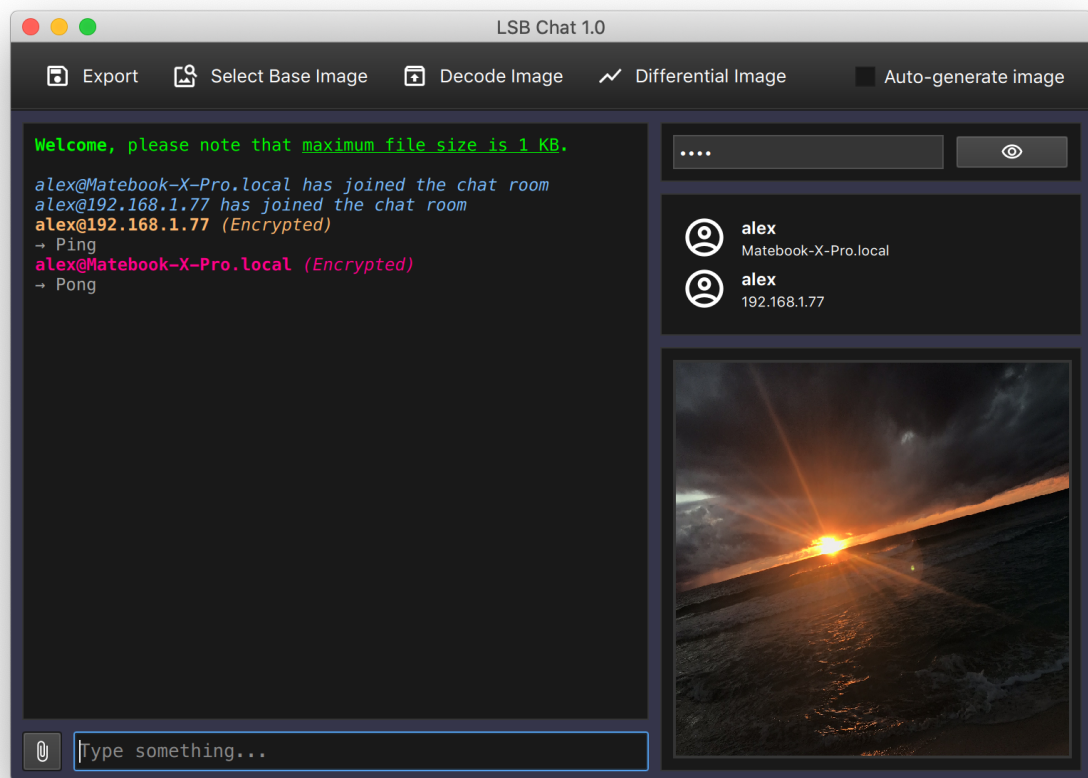 LSB Chat 1.0
Export Select Base Image Decode Image Differential Image Auto-generate image
Welcome, please note that maximum file size is 1 KB.
alex@Matebook-X-Pro.local has joined the chat room
alex@192.168.1.77 has joined the chat room
alex@192.168.1.77 (Encrypted)
→ Ping
alex@Matebook-X-Pro.local (Encrypted)
→ Pong
Type something...
••••
alex
Matebook-X-Pro.local
alex
192.168.1.77